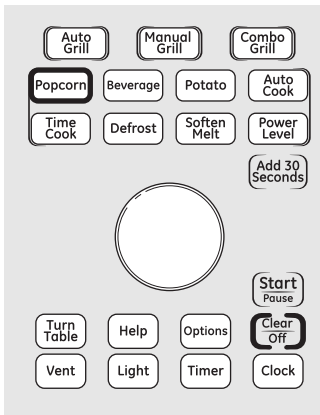 Auto Grill
Manual Grill
Combo Grill
Popcorn
Beverage
Potato
Auto Cook
Time Cook
Defrost
Soften Melt
Power Level
Add 30 Seconds
Start
Pause
Turn Table
Help
Options
Clear
Off
Vent
Light
Timer
Clock